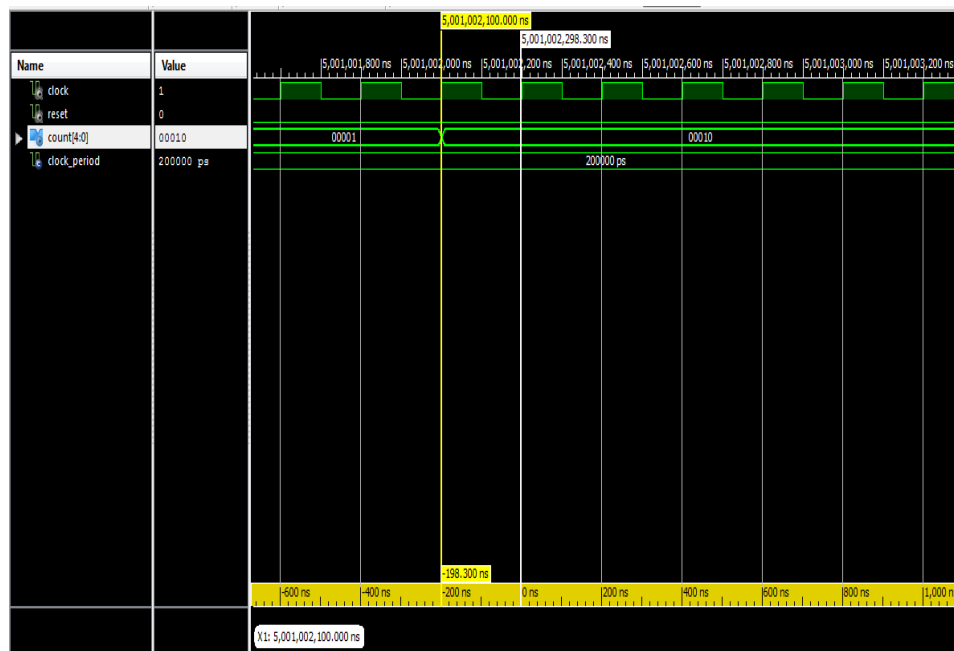 5,001,002,100.000 ns
5,001,002,298.300 ns
Name Value
5,001,001,800 ns 5,001,002,000 ns 5,001,002,200 ns 5,001,002,400 ns 5,001,002,600 ns 5,001,002,800 ns 5,001,003,000 ns 5,001,003,200 ns
clock 1
reset 0
count[4:0] 00010 00001 00010
clock_period 200000 ps 200000 ps
-198.300 ns
-600 ns -400 ns -200 ns 0 ns 200 ns 400 ns 600 ns 800 ns 1,000 n
X1: 5,001,002,100.000 ns